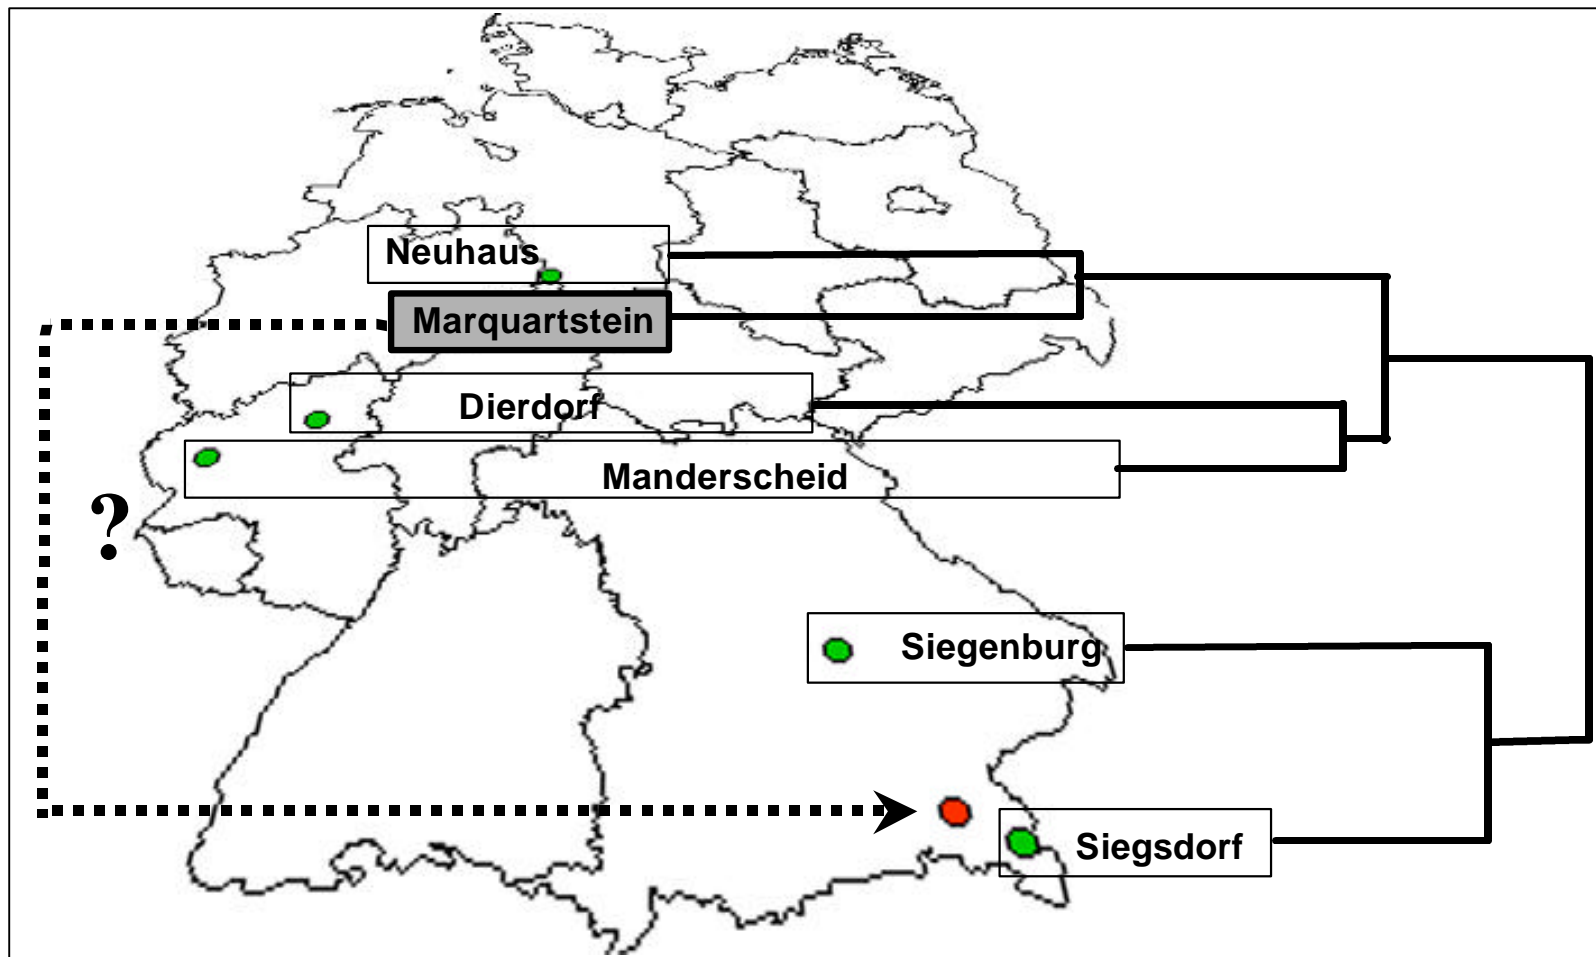 Neuhaus
Marquartstein
Dierdorf
Manderscheid
?
Siegenburg
Siegsdorf